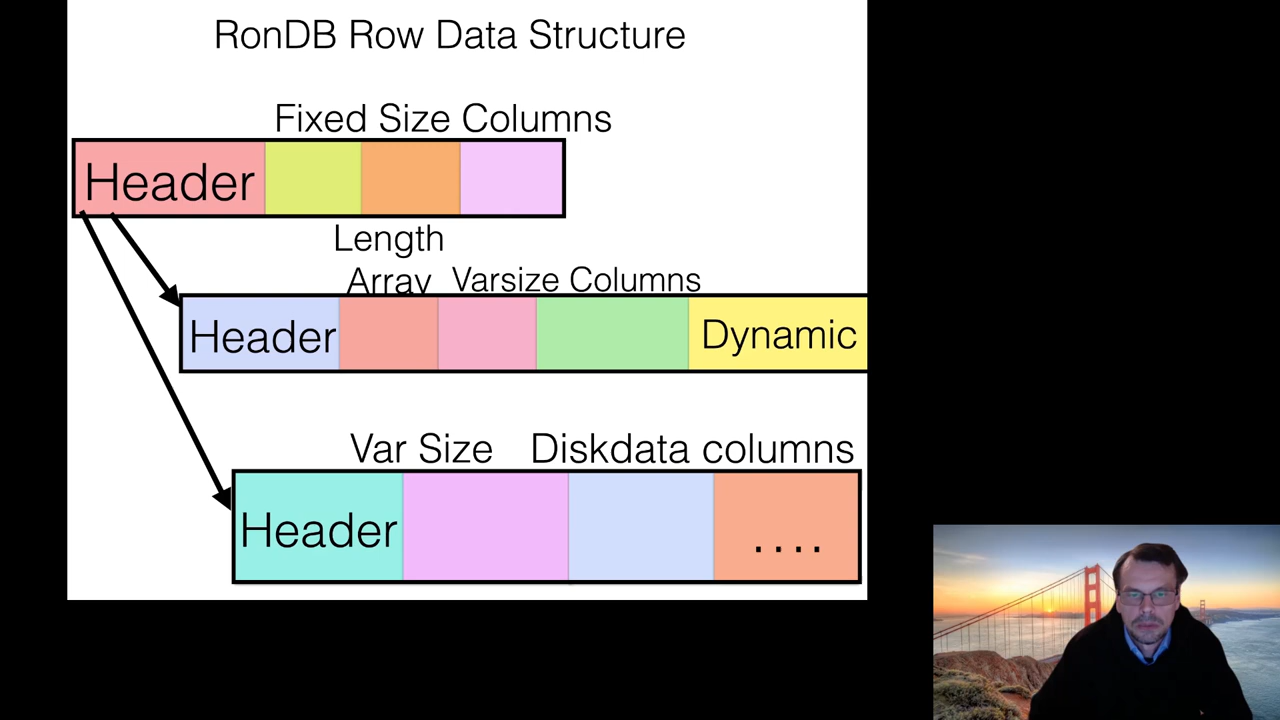 RonDB Row Data Structure
Fixed Size Columns
Header
Length
Array Varsize Columns
Header Dynamic
Var Size Diskdata columns
Header ....